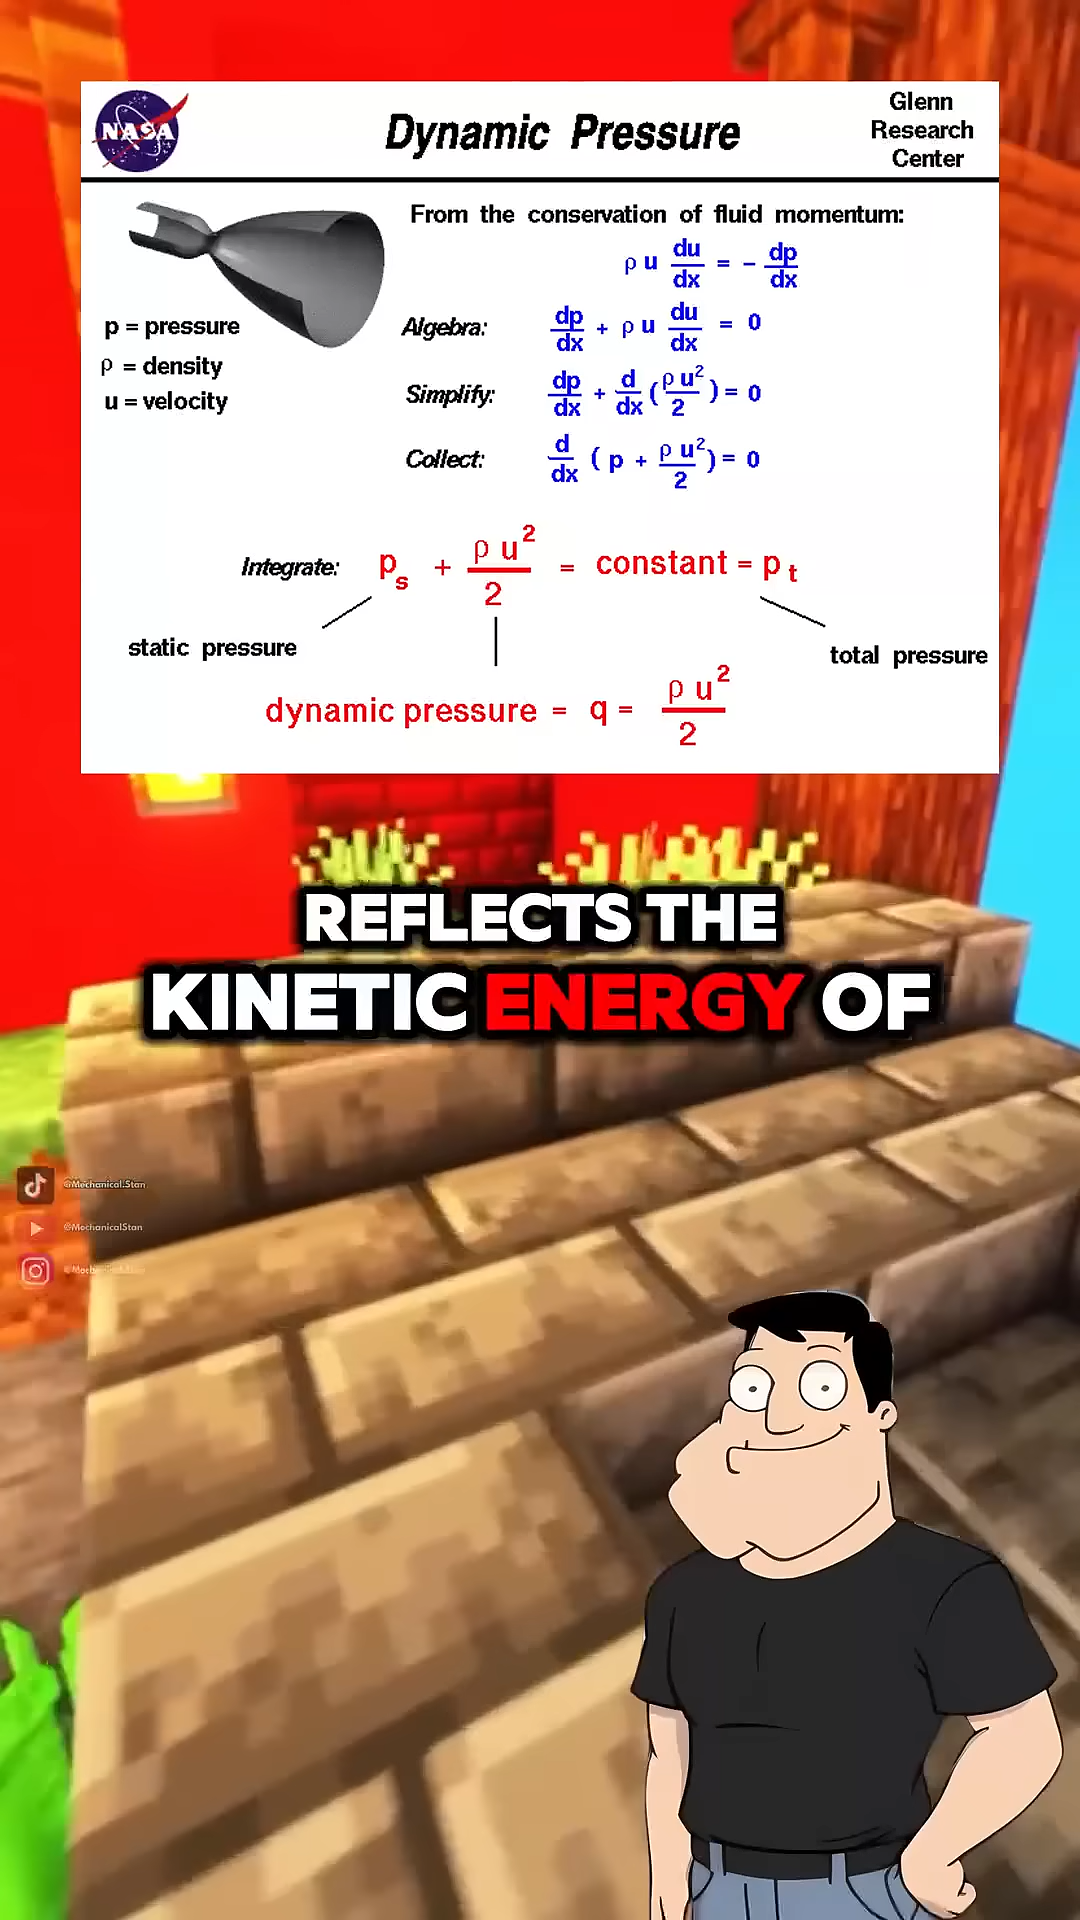 NASA
Dynamic Pressure
Glenn
Research
Center
From the conservation of fluid momentum:
ρ u du/dx = - dp/dx
p = pressure
ρ = density
u = velocity
Algebra: dp/dx + ρ u du/dx = 0
Simplify: dp/dx + d/dx (ρ u²/2) = 0
Collect: d/dx (p + ρ u²/2) = 0
Integrate: pₛ + ρ u²/2 = constant = pₜ
static pressure
total pressure
dynamic pressure = q = ρ u²/2
REFLECTS THE
KINETIC ENERGY OF
@Mechanical.Stan
@MechanicalStan